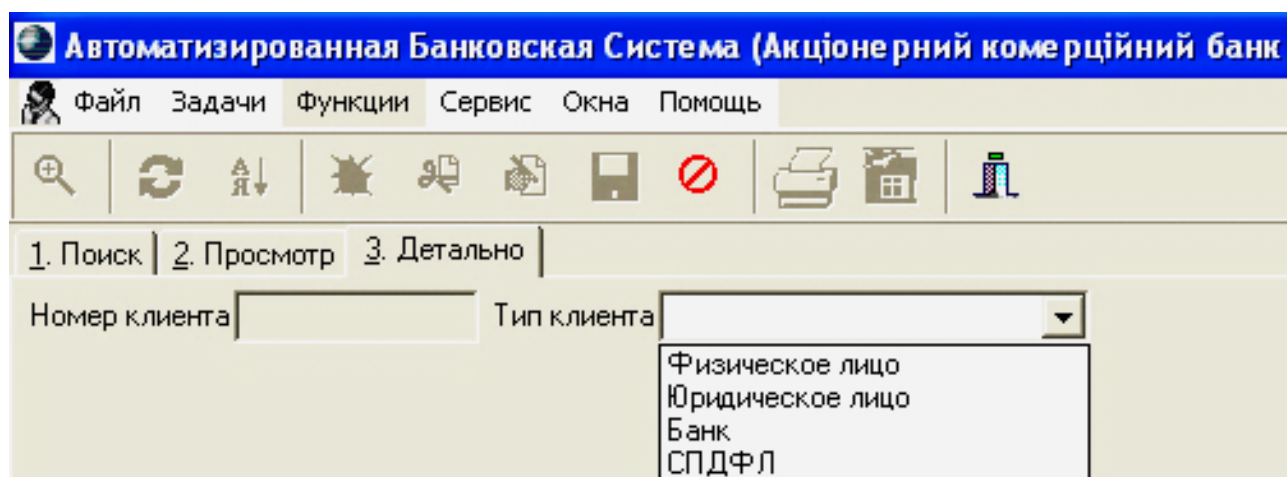 Автоматизированная Банковская Система (Акціонерний комерційний банк
Файл Задачи Функции Сервис Окна Помощь
1. Поиск 2. Просмотр 3. Детально
Номер клиента Тип клиента
Физическое лицо
Юридическое лицо
Банк
СПДФЛ